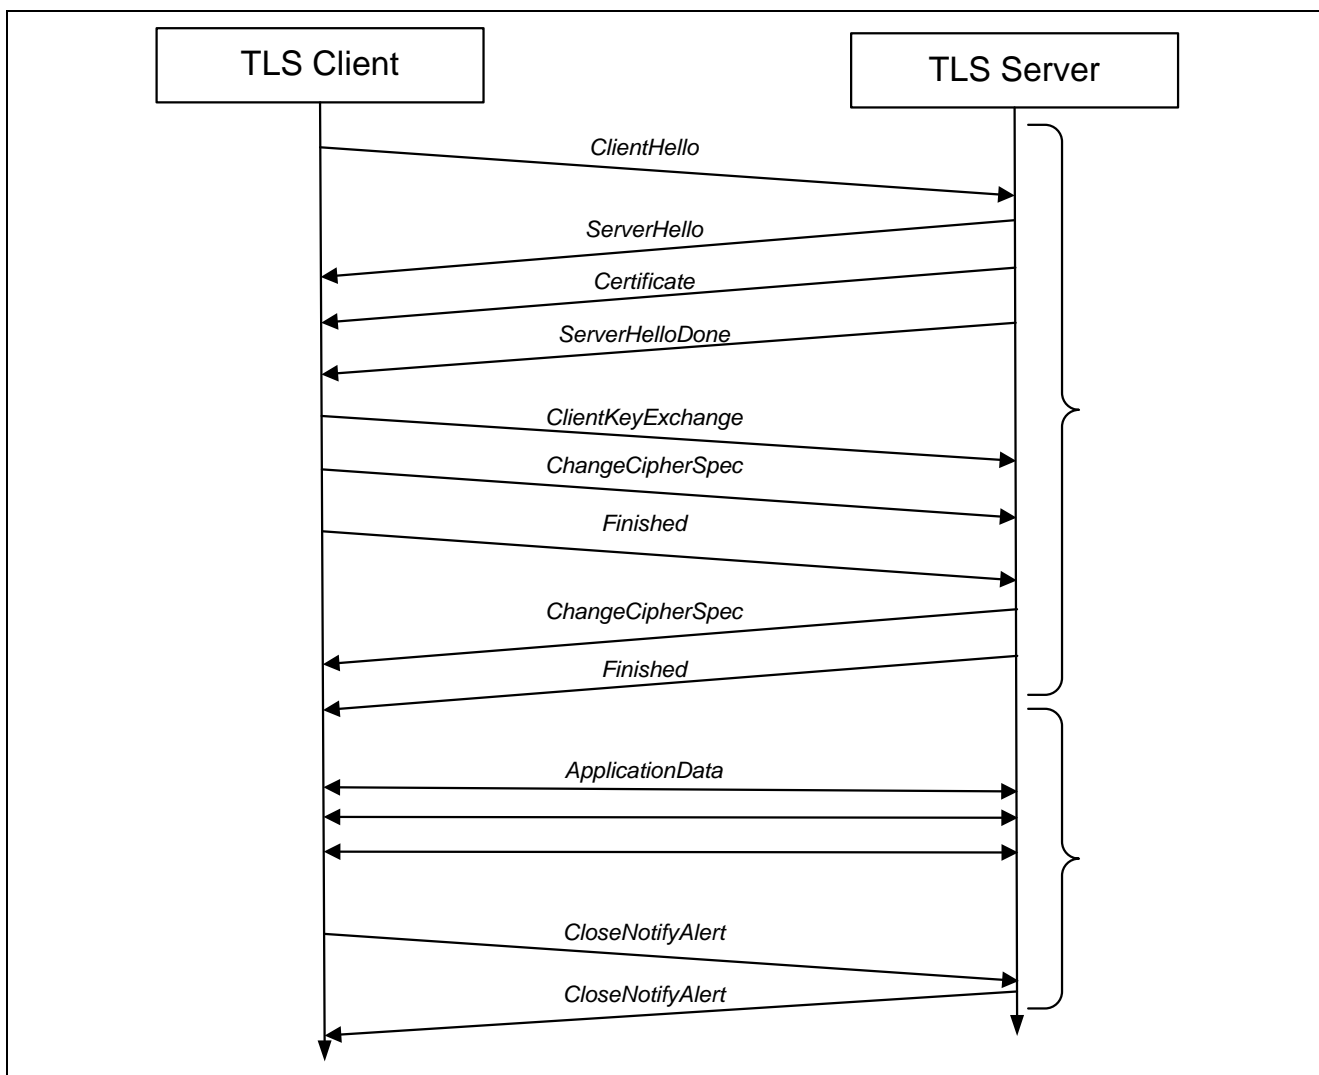 TLS Client
TLS Server
ClientHello
ServerHello
Certificate
ServerHelloDone
ClientKeyExchange
ChangeCipherSpec
Finished
ChangeCipherSpec
Finished
ApplicationData
CloseNotifyAlert
CloseNotifyAlert